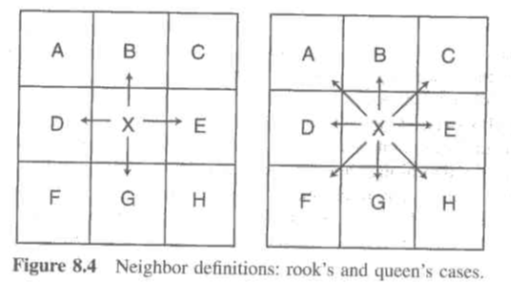 A B C A B C
D X E D X E
F G H F G H
Figure 8.4 Neighbor definitions: rook's and queen's cases.